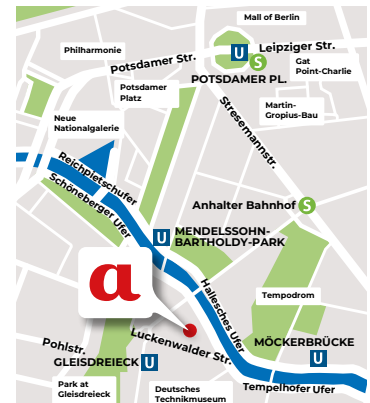 Mall of Berlin
Philharmonie
Potsdamer Str.
U
Leipziger Str.
S
Gat
Point-Charlie
POTSDAMER PL.
Potsdamer
Platz
Stresemannstr.
Martin-
Gropius-Bau
Neue
Nationalgalerie
Reichpietschufer
Schöneberger Ufer
Anhalter Bahnhof S
U MENDELSSOHN-
BARTHOLDY-PARK
a
Hallesches Ufer
Tempodrom
Luckenwalder Str.
Pohlstr.
GLEISDREIECK U
MÖCKERBRÜCKE
U
Park at
Gleisdreieck
Deutsches
Technikmuseum
Tempelhofer Ufer